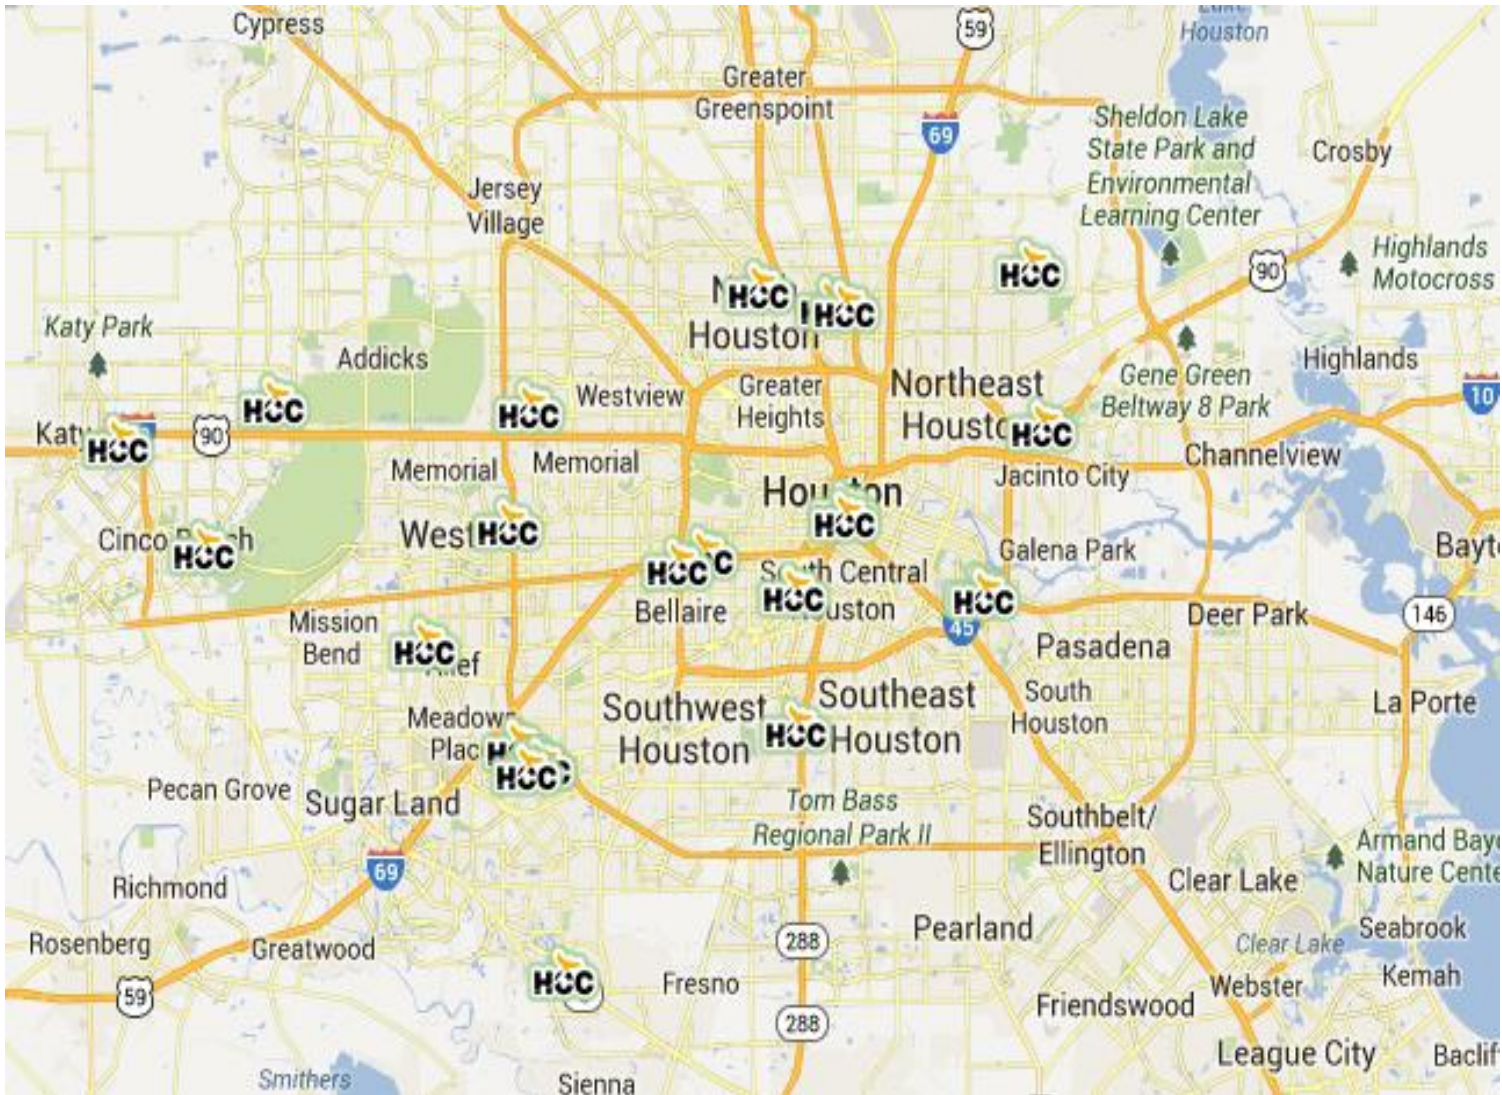 Cypress
59
Lake
Houston
Greater
Greenspoint
69
Sheldon Lake
State Park and
Environmental
Learning Center
Crosby
Jersey
Village
Highlands
Motocross
90
HCC
HCC
HCC
Houston
Katy Park
Addicks
Highlands
Gene Green
Beltway 8 Park
Northeast
Westview
Greater
Heights
10
HCC
HCC
HCC
HCC
Katy
90
Channelview
Memorial
Memorial
Jacinto City
Houston
HCC
HCC
West
HCC
Cinco
Galena Park
HCC
South Central
Bellaire
HCC
HCC
Deer Park
146
45
Mission
Bend
HCC
Pasadena
Southwest
Houston
Southeast
Houston
HCC
South
Houston
La Porte
HCC
Pecan Grove
Sugar Land
Tom Bass
Regional Park II
Southbelt/
Ellington
69
Clear Lake
Richmond
Rosenberg
Greatwood
288
Pearland
Clear Lake
Seabrook
Kemah
Webster
59
HCC
Fresno
288
Friendswood
League City
Smithers
Sienna